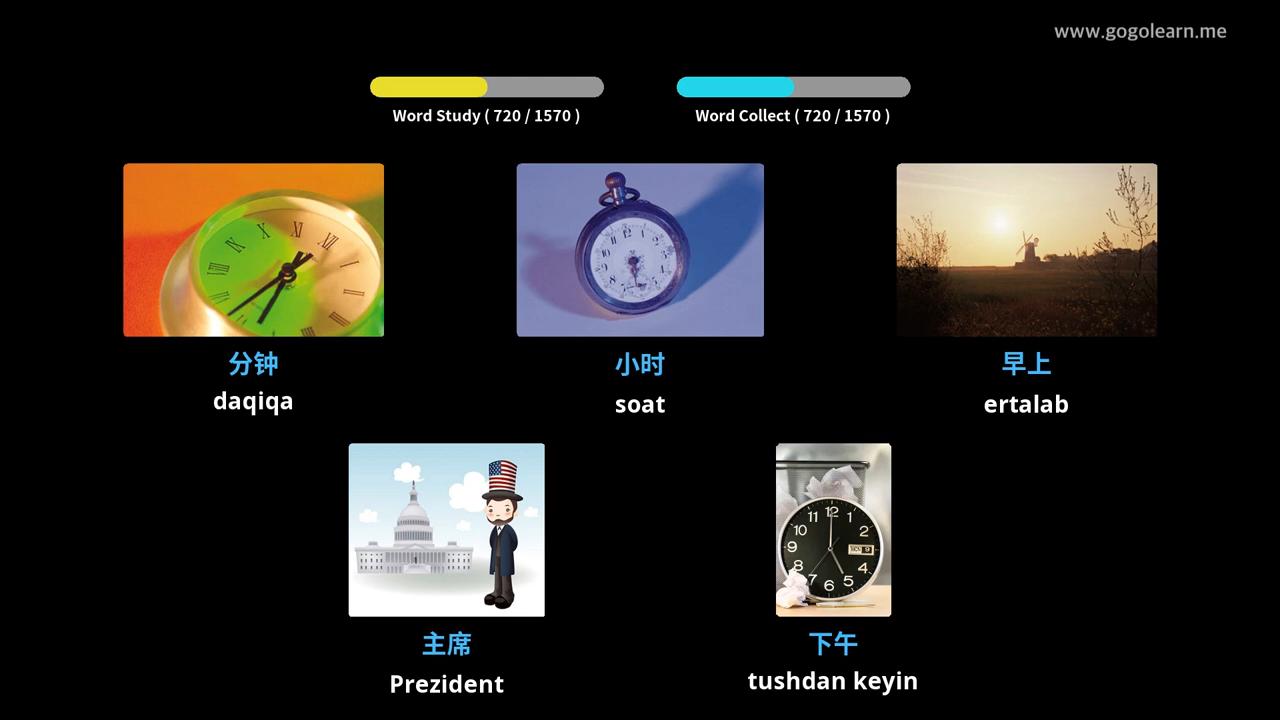 www.gogolearn.me
Word Study ( 720 / 1570 )
Word Collect ( 720 / 1570 )
分钟
daqiqa
小时
soat
早上
ertalab
主席
Prezident
下午
tushdan keyin